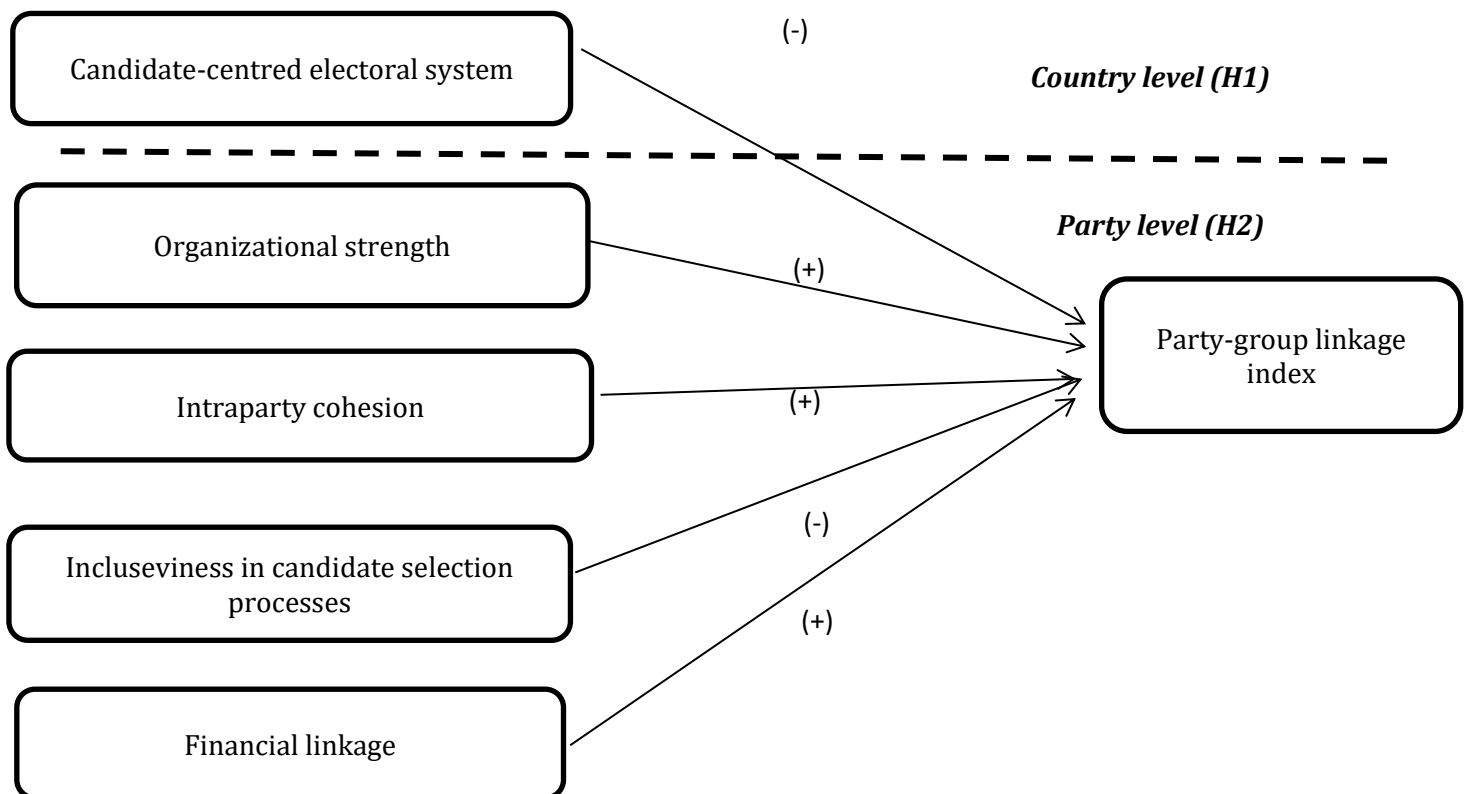 (-)
Candidate-centred electoral system
Country level (H1)
Organizational strength
Party level (H2)
(+)
Party-group linkage
index
Intraparty cohesion
(+)
(-)
Incluseviness in candidate selection
processes
(+)
Financial linkage